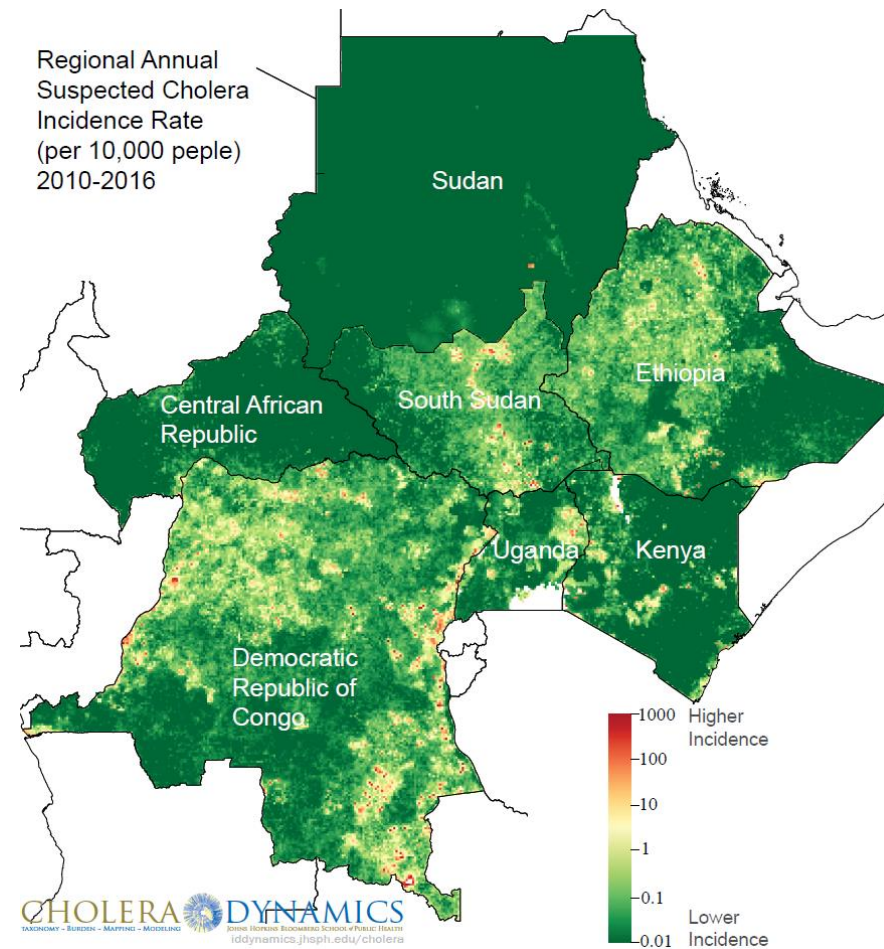 Regional Annual
Suspected Cholera
Incidence Rate
(per 10,000 peple)
2010-2016
Sudan
Ethiopia
South Sudan
Central African
Republic
Uganda
Kenya
Democratic
Republic of
Congo
1000
Higher
Incidence
100
10
1
0.1
0.01
Lower
Incidence
CHOLERA DYNAMICS
TAXONOMY – BURDEN – MAPPING – MODELING
JOHNS HOPKINS BLOOMBERG SCHOOL of PUBLIC HEALTH
iddynamics.jhsph.edu/cholera